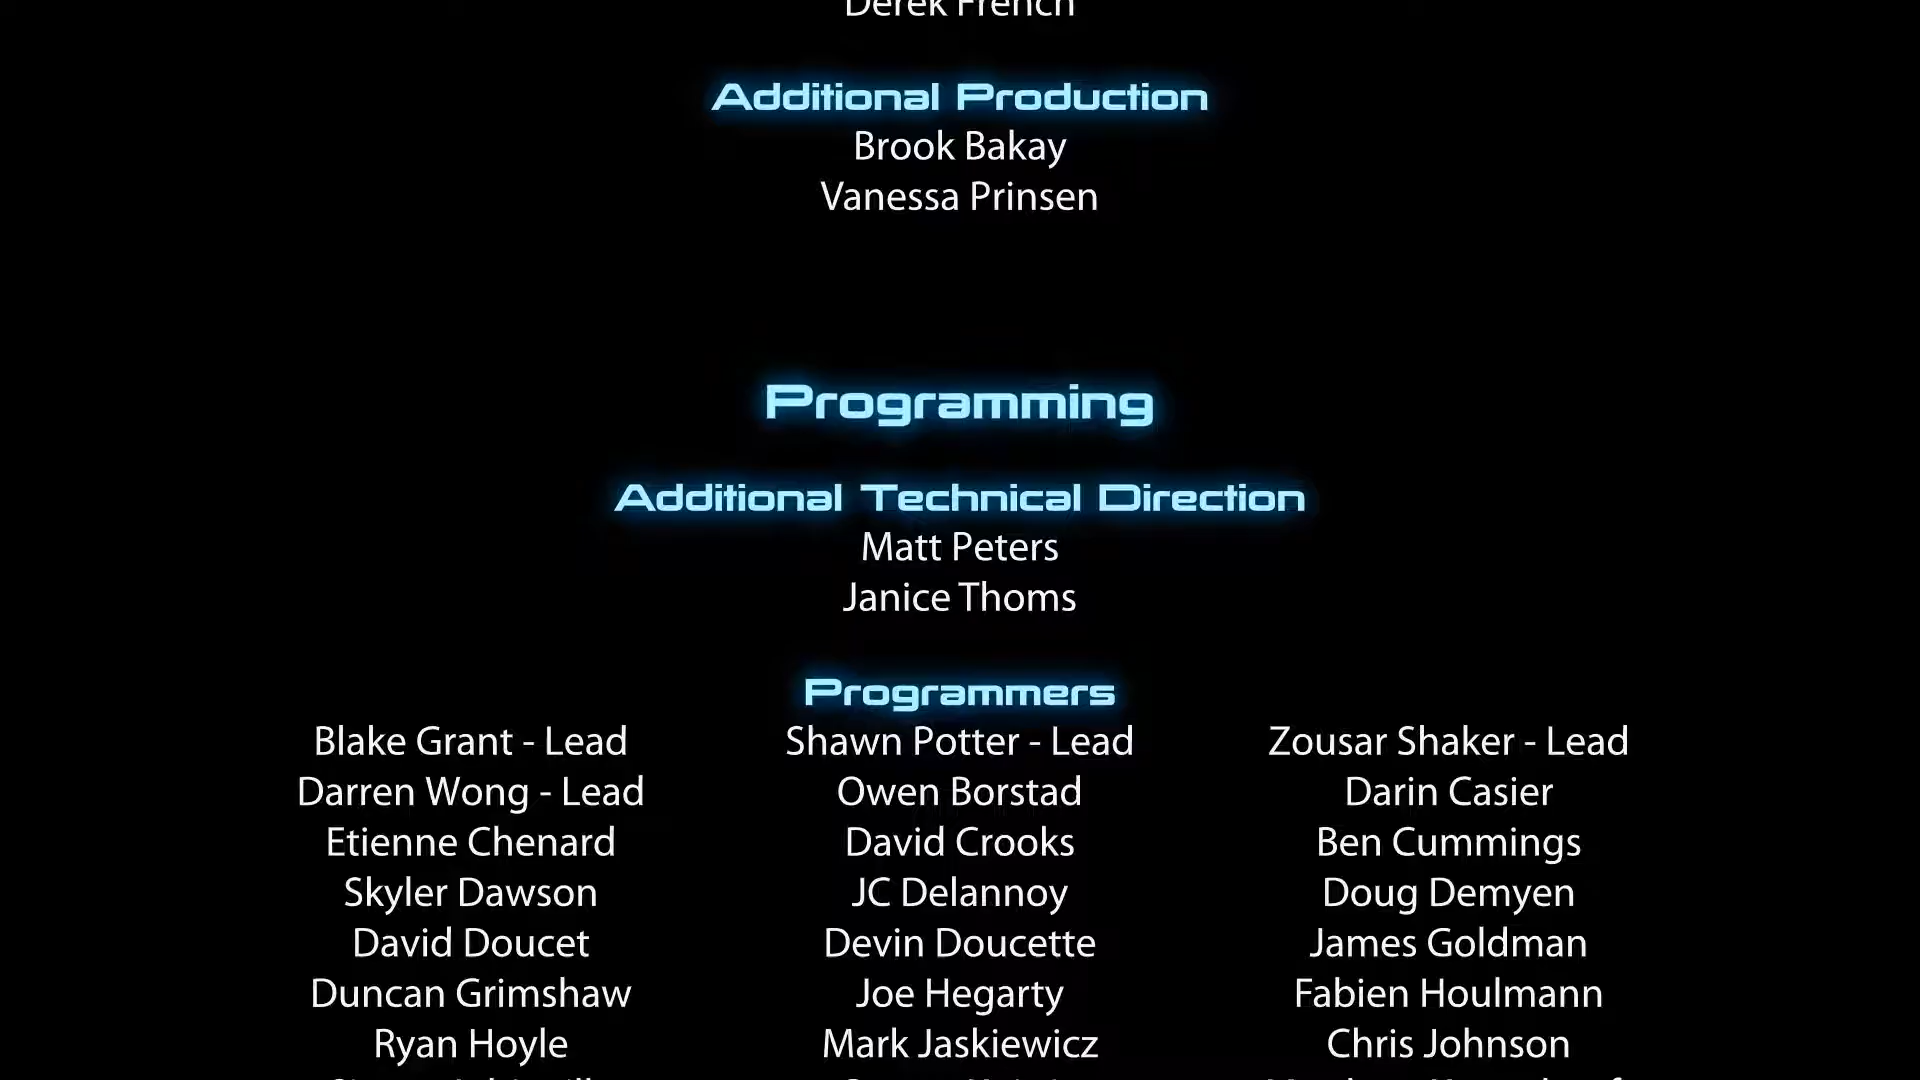 Derek French
Additional Production
Brook Bakay
Vanessa Prinsen
Programming
Additional Technical Direction
Matt Peters
Janice Thoms
Programmers
Blake Grant - Lead Shawn Potter - Lead Zousar Shaker - Lead
Darren Wong - Lead Owen Borstad Darin Casier
Etienne Chenard David Crooks Ben Cummings
Skyler Dawson JC Delannoy Doug Demyen
David Doucet Devin Doucette James Goldman
Duncan Grimshaw Joe Hegarty Fabien Houlmann
Ryan Hoyle Mark Jaskiewicz Chris Johnson